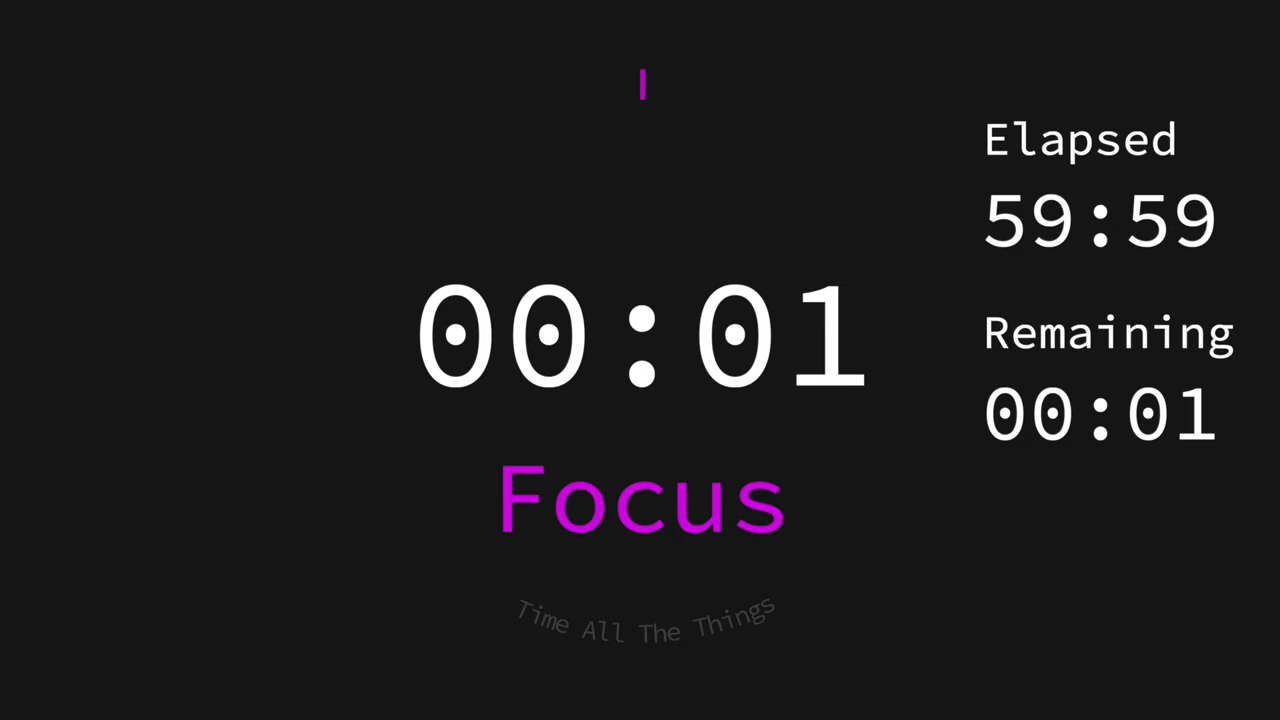 Elapsed
59:59
00:01
Remaining
00:01
Focus
Time All The Things